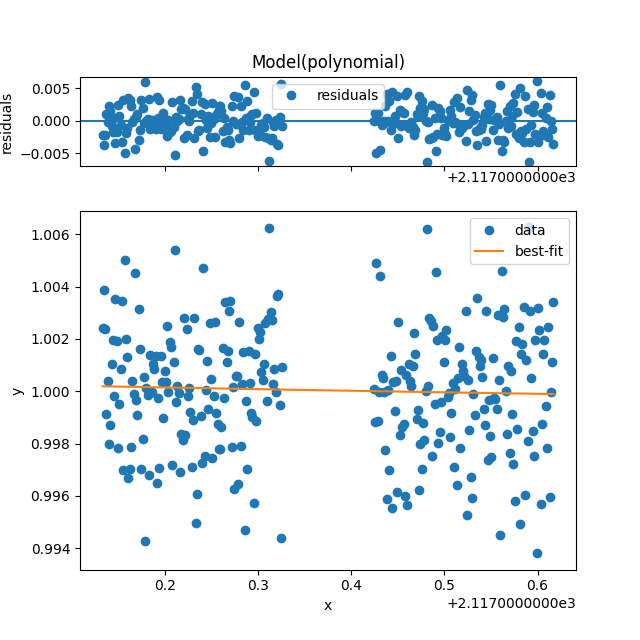 Model(polynomial)
residuals
0.005
0.000
−0.005
residuals
+2.1170000000e3
y
1.006
1.004
1.002
1.000
0.998
0.996
0.994
data
best-fit
0.2 0.3 0.4 0.5 0.6
x
+2.1170000000e3